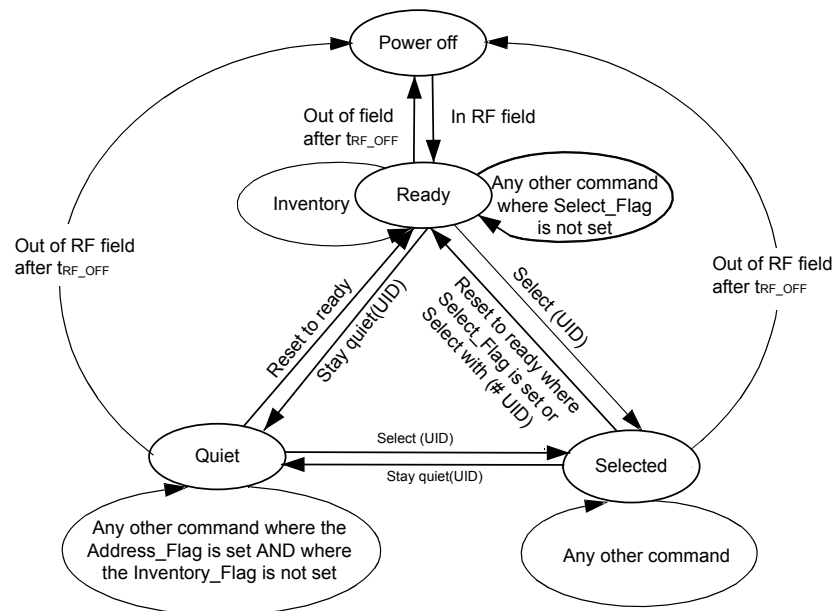 Power off
Out of field
after tRF_OFF
In RF field
Ready
Inventory
Any other command
where Select_Flag
is not set
Out of RF field
after tRF_OFF
Out of RF field
after tRF_OFF
Reset to ready
Stay quiet(UID)
Select (UID)
Reset to ready where
Select_Flag is set or
Select with (# UID)
Quiet
Select (UID)
Stay quiet(UID)
Selected
Any other command where the
Address_Flag is set AND where
the Inventory_Flag is not set
Any other command